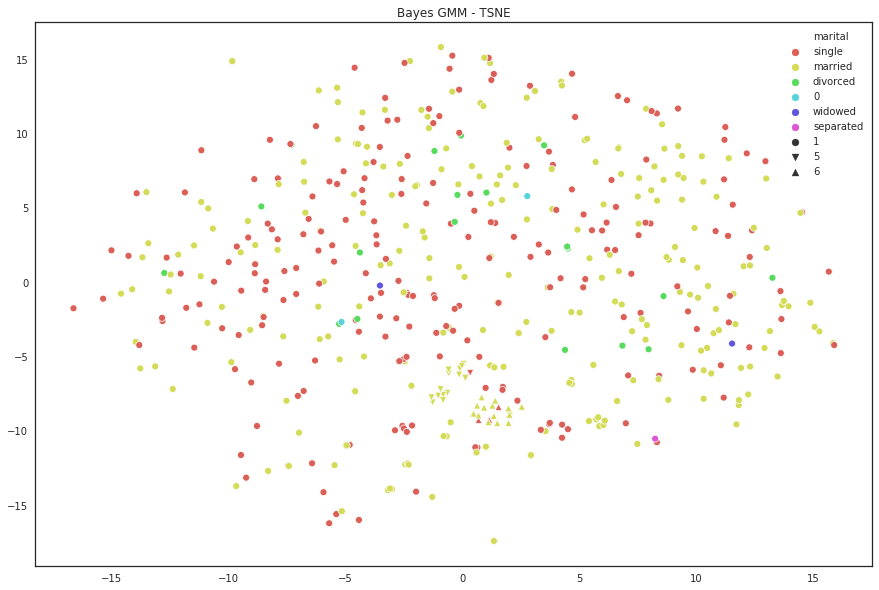 Bayes GMM - TSNE
marital
single
married
divorced
0
widowed
separated
1
5
6
15
10
5
0
−5
−10
−15
−15 −10 −5 0 5 10 15